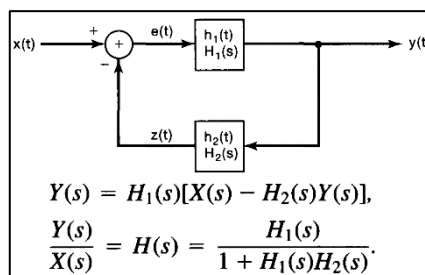 x(t) + + e(t) h₁(t) y(t
H₁(s)
−
z(t) h₂(t)
H₂(s)
Y(s) = H₁(s)[X(s) − H₂(s)Y(s)],
Y(s)/X(s) = H(s) = H₁(s)/(1 + H₁(s)H₂(s)).